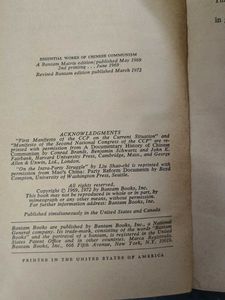 ESSENTIAL WORKS OF CHINESE COMMUNISM
A Bantam Matrix edition / published May 1969
2nd printing . . . June 1969
Revised Bantam edition published March 1972
ACKNOWLEDGMENTS
"First Manifesto of the CCP on the Current Situation" and
"Manifesto of the Second National Congress of the CCP" are re-
printed with permission from A Documentary History of Chinese
Communism by Conrad Brandt, Benjamin Schwartz and John K.
Fairbank, Harvard University Press, Cambridge, Mass., and George
Allen & Unwin, Ltd., London.
"On the Intra-Party Struggle" by Liu Shao-chi is reprinted with
permission from Mao's China: Party Reform Documents by Boyd
Compton, University of Washington Press, Seattle.
All rights reserved.
Copyright © 1969, 1972 by Bantam Books, Inc.
This book may not be reproduced in whole or in part, by
mimeograph or any other means, without permission.
For further information address: Bantam Books, Inc.
Published simultaneously in the United States and Canada
Bantam Books are published by Bantam Books, Inc., a National
General company. Its trade-mark, consisting of the words "Bantam
Books" and the portrayal of a bantam, is registered in the United
States Patent Office and in other countries. Marca Registrada.
Bantam Books, Inc., 666 Fifth Avenue, New York, N.Y. 10019.
PRINTED IN THE UNITED STATES OF AMERICA